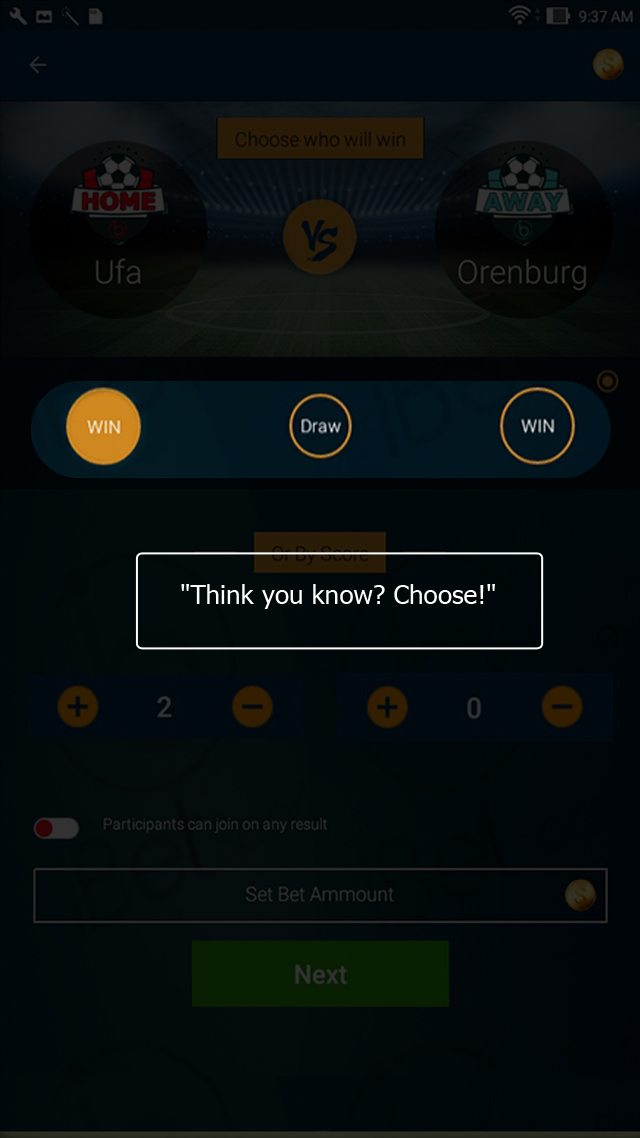 9:37 AM
Choose who will win
HOME
VS
AWAY
Ufa
Orenburg
WIN
Draw
WIN
Or By Score
"Think you know? Choose!"
2
0
Participants can join on any result
Set Bet Ammount
Next